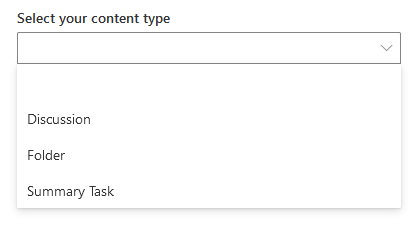 Select your content type
Discussion
Folder
Summary Task